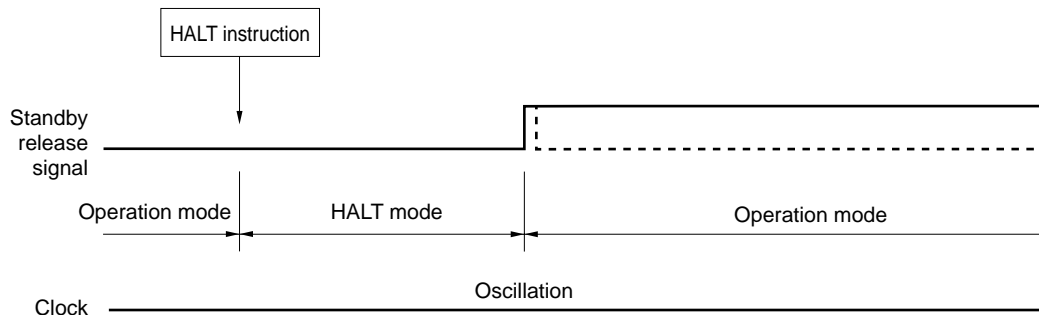 HALT instruction
Standby
release
signal
Operation mode
HALT mode
Operation mode
Oscillation
Clock